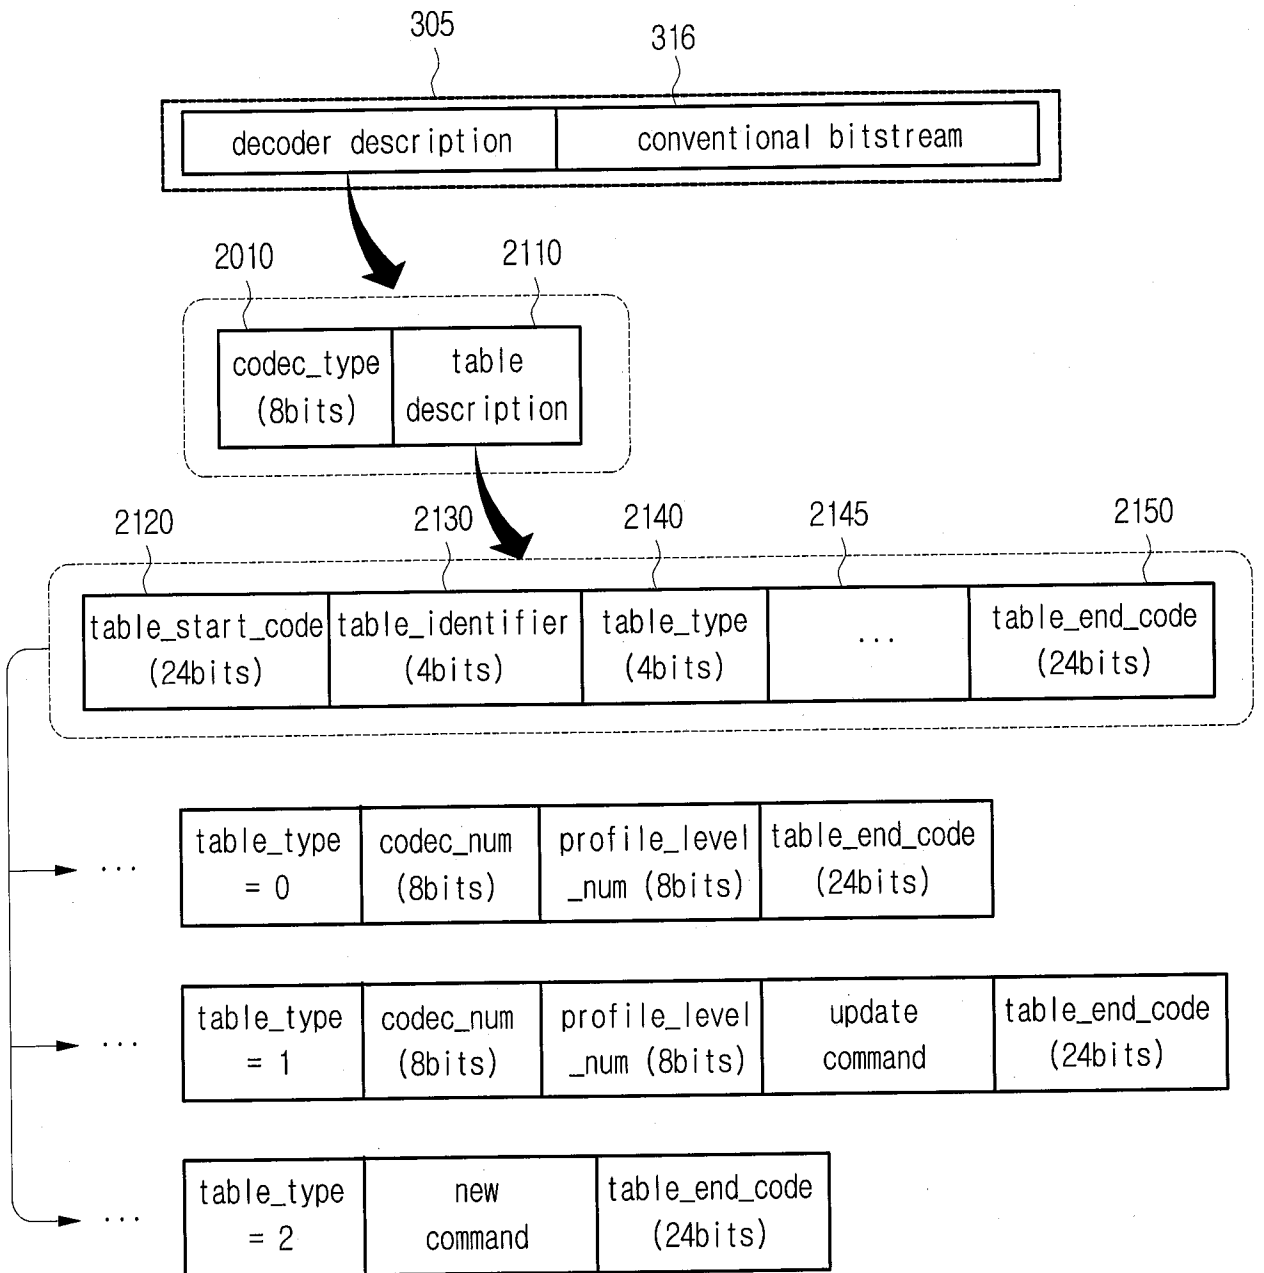 305
316
decoder description
conventional bitstream
2010
2110
codec_type
(8bits)
table
description
2120
2130
2140
2145
2150
table_start_code
(24bits)
table_identifier
(4bits)
table_type
(4bits)
...
table_end_code
(24bits)
...
table_type
= 0
codec_num
(8bits)
profile_level
_num (8bits)
table_end_code
(24bits)
...
table_type
= 1
codec_num
(8bits)
profile_level
_num (8bits)
update
command
table_end_code
(24bits)
...
table_type
= 2
new
command
table_end_code
(24bits)